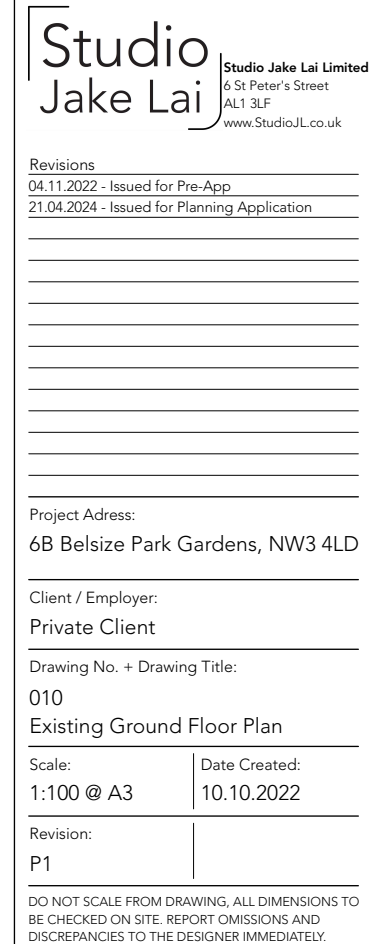 Studio
Jake Lai
Studio Jake Lai Limited
6 St Peter's Street
AL1 3LF
www.StudioJL.co.uk
Revisions
04.11.2022 - Issued for Pre-App
21.04.2024 - Issued for Planning Application
Project Adress:
6B Belsize Park Gardens, NW3 4LD
Client / Employer:
Private Client
Drawing No. + Drawing Title:
010
Existing Ground Floor Plan
Scale:
1:100 @ A3
Date Created:
10.10.2022
Revision:
P1
DO NOT SCALE FROM DRAWING, ALL DIMENSIONS TO
BE CHECKED ON SITE. REPORT OMISSIONS AND
DISCREPANCIES TO THE DESIGNER IMMEDIATELY.